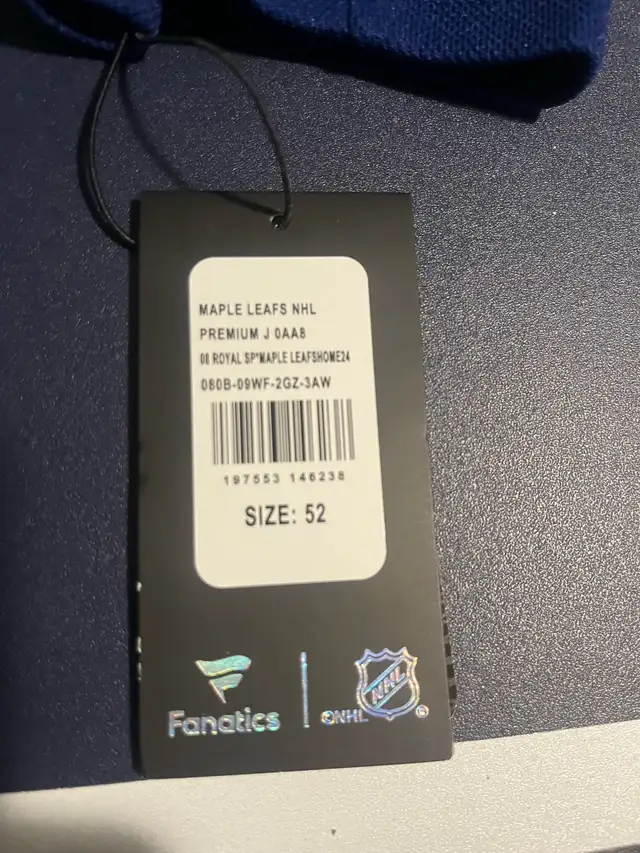 MAPLE LEAFS NHL
PREMIUM J 0AA8
00 ROYAL SP*MAPLE LEAFSHOME24
080B-09WF-2GZ-3AW
197553 146238
SIZE: 52
Fanatics
©NHL
NHL
®